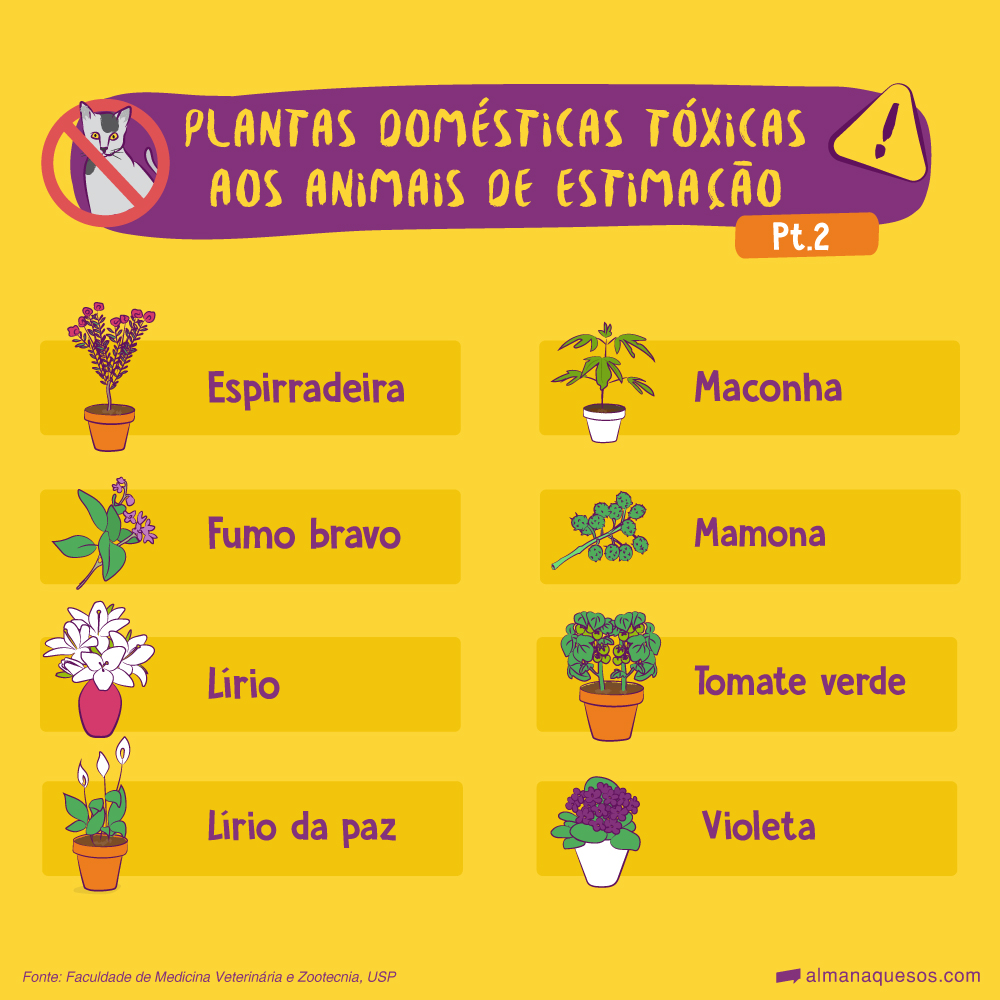 PLANTAS DOMÉSTICAS TÓXICAS
AOS ANIMAIS DE ESTIMAÇÃO
Pt.2
Espirradeira
Maconha
Fumo bravo
Mamona
Lírio
Tomate verde
Lírio da paz
Violeta
Fonte: Faculdade de Medicina Veterinária e Zootecnia, USP
almanaquesos.com